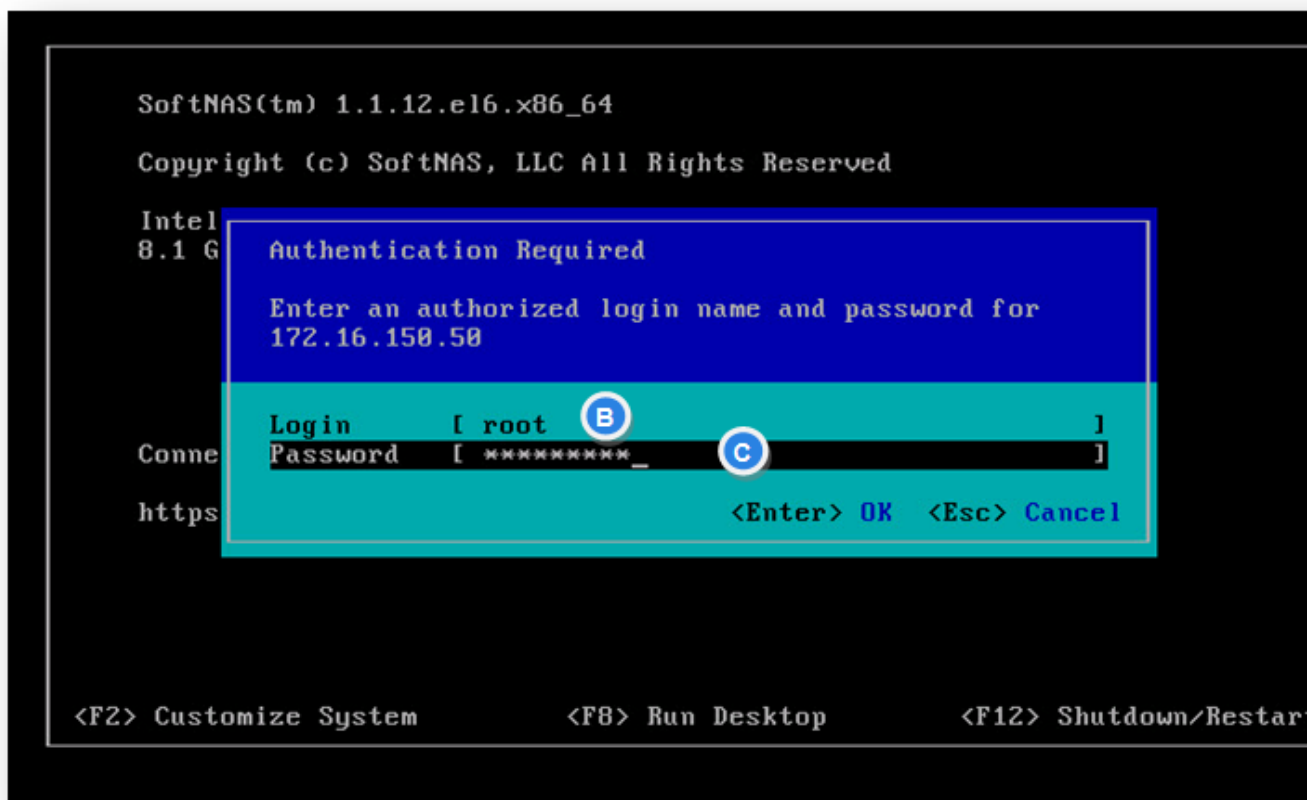 SoftNAS(tm) 1.1.12.el6.x86_64
Copyright (c) SoftNAS, LLC All Rights Reserved
Intel
8.1 G
Authentication Required
Enter an authorized login name and password for
172.16.150.50
Login [ root B ]
Password [ *********_ C ]
<Enter> OK <Esc> Cancel
Conne
https
<F2> Customize System <F8> Run Desktop <F12> Shutdown/Restar